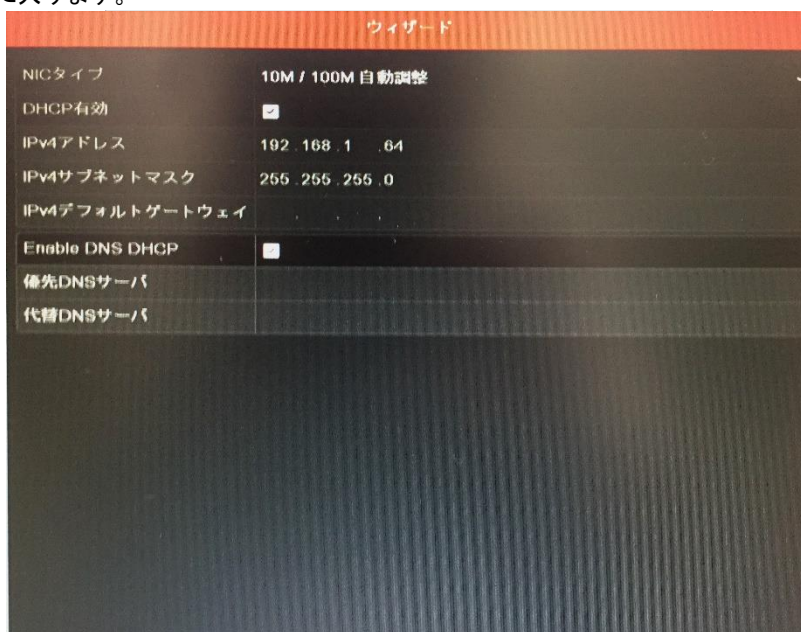 に入ります。
ウィザード
NICタイプ 10M / 100M 自動調整
DHCP有効
IPv4アドレス 192 .168 .1 .64
IPv4サブネットマスク 255 .255 .255 .0
IPv4デフォルトゲートウェイ . . .
Enable DNS DHCP
優先DNSサーバ
代替DNSサーバ